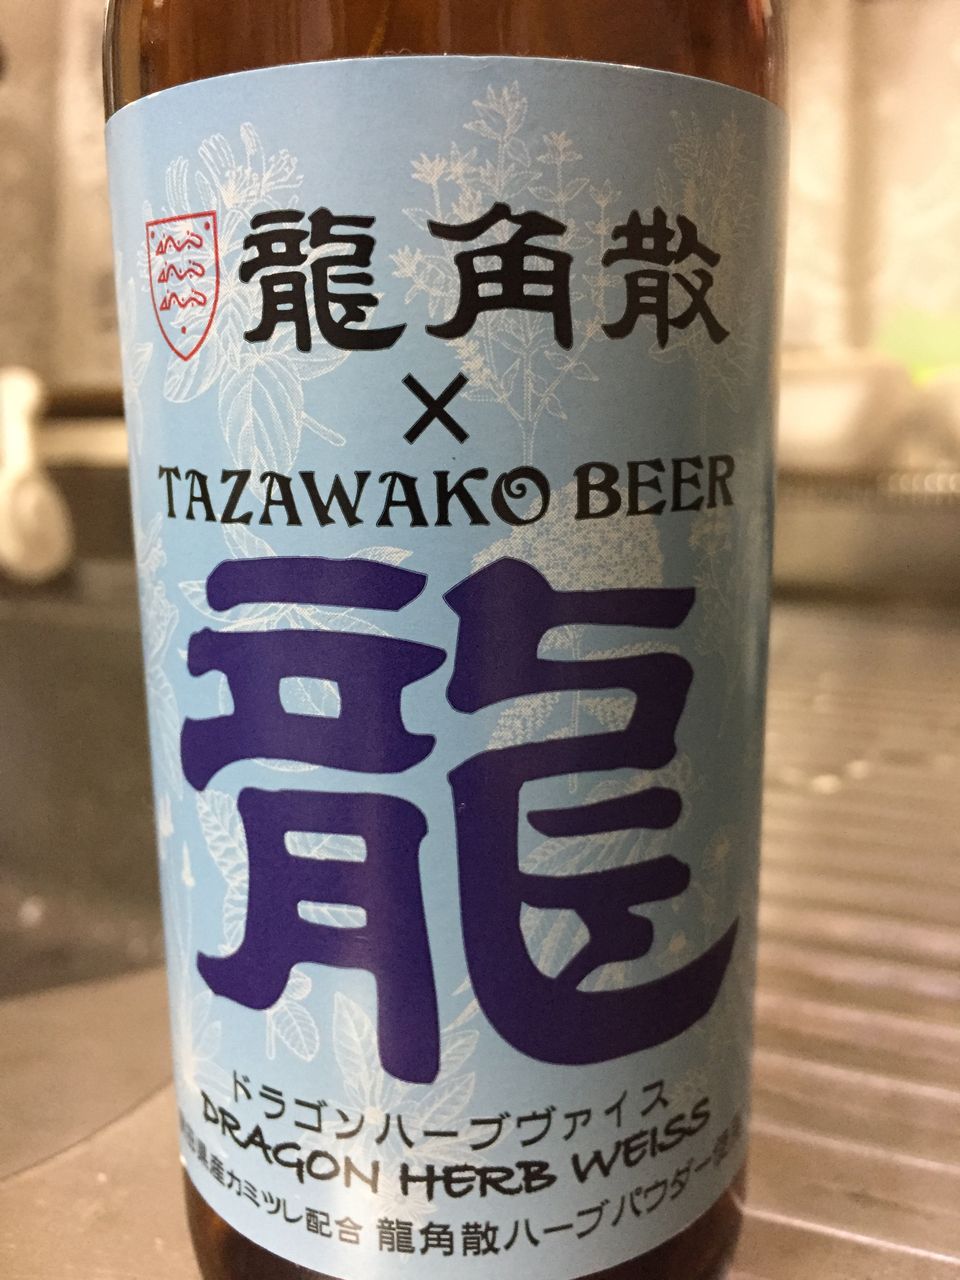 龍角散
×
TAZAWAKO BEER
龍
ドラゴンハーブヴァイス
DRAGON HERB WEISS
県産カミツレ配合 龍角散ハーブパウダー